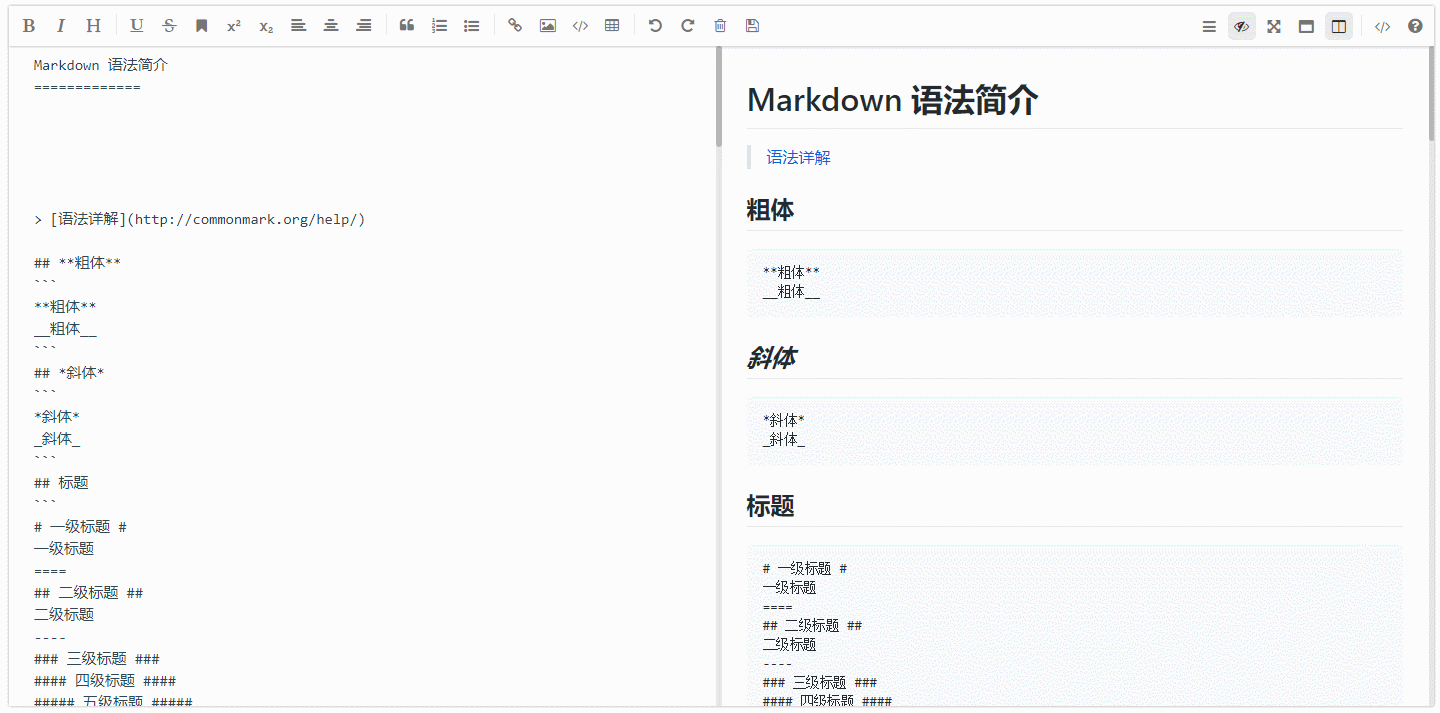 B I H U S x² x₂
Markdown 语法简介
=============
> [语法详解](http://commonmark.org/help/)
## **粗体**
```
**粗体**
__粗体__
```
## *斜体*
```
*斜体*
_斜体_
```
## 标题
```
# 一级标题 #
一级标题
====
## 二级标题 ##
二级标题
----
### 三级标题 ###
#### 四级标题 ####
##### 五级标题 #####
Markdown 语法简介
语法详解
粗体
**粗体**
__粗体__
斜体
*斜体*
_斜体_
标题
# 一级标题 #
一级标题
====
## 二级标题 ##
二级标题
----
### 三级标题 ###
#### 四级标题 ####